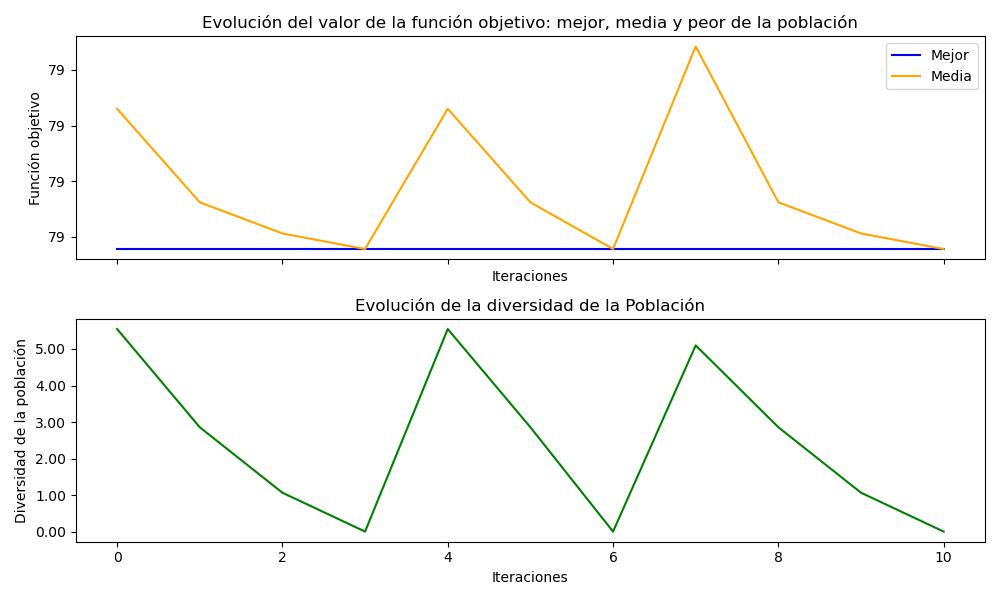 Evolución del valor de la función objetivo: mejor, media y peor de la población
Mejor
Media
79
79
79
79
Función objetivo
Iteraciones
Evolución de la diversidad de la Población
5.00
4.00
3.00
2.00
1.00
0.00
Diversidad de la población
0 2 4 6 8 10
Iteraciones